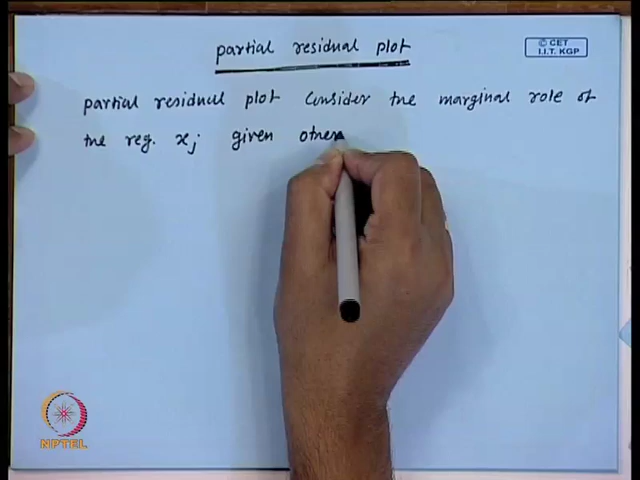 partial residual plot
© CET
I.I.T. KGP
partial residual plot Consider the marginal role of
the reg. xj given other
NPTEL